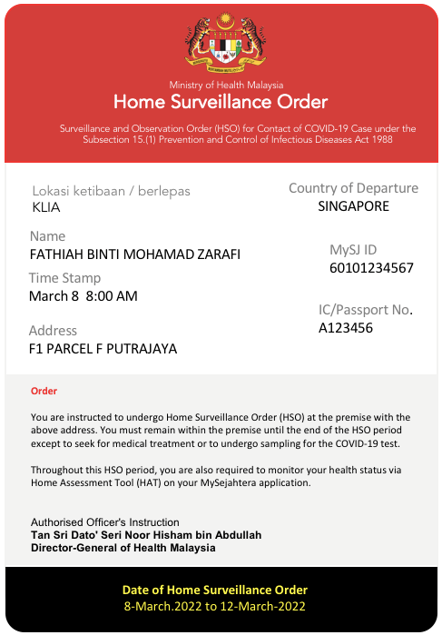 Ministry of Health Malaysia
Home Surveillance Order
Surveillance and Observation Order (HSO) for Contact of COVID-19 Case under the
Subsection 15.(1) Prevention and Control of Infectious Diseases Act 1988
Lokasi ketibaan / berlepas
KLIA
Country of Departure
SINGAPORE
Name
FATHIAH BINTI MOHAMAD ZARAFI
MySJ ID
60101234567
Time Stamp
March 8 8:00 AM
IC/Passport No.
A123456
Address
F1 PARCEL F PUTRAJAYA
Order
You are instructed to undergo Home Surveillance Order (HSO) at the premise with the
above address. You must remain within the premise until the end of the HSO period
except to seek for medical treatment or to undergo sampling for the COVID-19 test.
Throughout this HSO period, you are also required to monitor your health status via
Home Assessment Tool (HAT) on your MySejahtera application.
Authorised Officer's Instruction
Tan Sri Dato' Seri Noor Hisham bin Abdullah
Director-General of Health Malaysia
Date of Home Surveillance Order
8-March.2022 to 12-March-2022